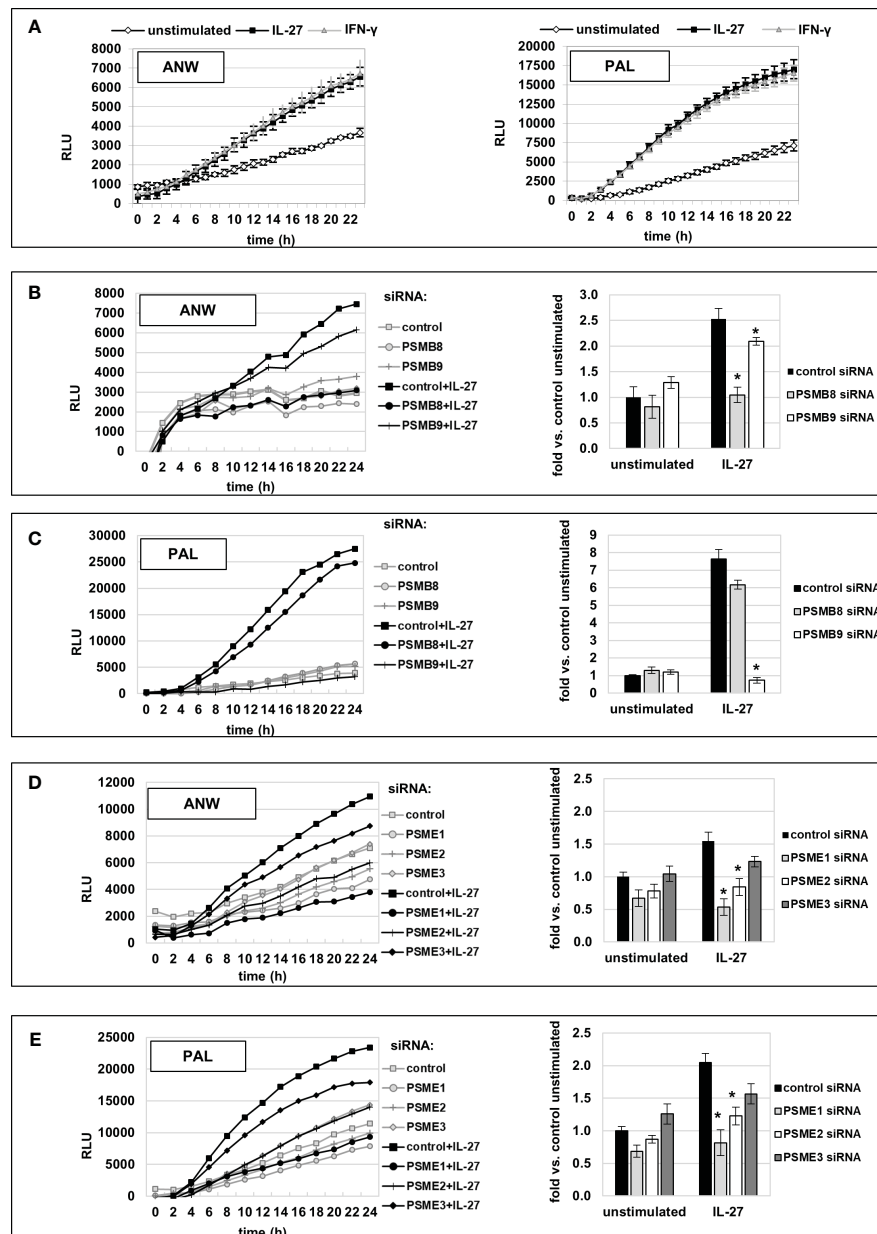 A
unstimulated IL-27 IFN-γ
ANW
8000
7000
6000
5000
4000
3000
2000
1000
0
RLU
0 2 4 6 8 10 12 14 16 18 20 22
time (h)
unstimulated IL-27 IFN-γ
PAL
20000
17500
15000
12500
10000
7500
5000
2500
0
RLU
0 2 4 6 8 10 12 14 16 18 20 22
time (h)
B
ANW
8000
7000
6000
5000
4000
3000
2000
1000
0
RLU
0 2 4 6 8 10 12 14 16 18 20 22 24
time (h)
siRNA:
control
PSMB8
PSMB9
control+IL-27
PSMB8+IL-27
PSMB9+IL-27
fold vs. control unstimulated
3.0
2.5
2.0
1.5
1.0
0.5
0.0
* *
unstimulated IL-27
control siRNA
PSMB8 siRNA
PSMB9 siRNA
C
PAL
35000
30000
25000
20000
15000
10000
5000
0
RLU
0 2 4 6 8 10 12 14 16 18 20 22 24
time (h)
siRNA:
control
PSMB8
PSMB9
control+IL-27
PSMB8+IL-27
PSMB9+IL-27
fold vs. control unstimulated
9
8
7
6
5
4
3
2
1
0
*
unstimulated IL-27
control siRNA
PSMB8 siRNA
PSMB9 siRNA
D
ANW
12000
10000
8000
6000
4000
2000
0
RLU
0 2 4 6 8 10 12 14 16 18 20 22 24
time (h)
siRNA:
control
PSME1
PSME2
PSME3
control+IL-27
PSME1+IL-27
PSME2+IL-27
PSME3+IL-27
fold vs. control unstimulated
2.5
2.0
1.5
1.0
0.5
0.0
* *
unstimulated IL-27
control siRNA
PSME1 siRNA
PSME2 siRNA
PSME3 siRNA
E
PAL
25000
20000
15000
10000
5000
0
RLU
0 2 4 6 8 10 12 14 16 18 20 22 24
time (h)
siRNA:
control
PSME1
PSME2
PSME3
control+IL-27
PSME1+IL-27
PSME2+IL-27
PSME3+IL-27
fold vs. control unstimulated
2.5
2.0
1.5
1.0
0.5
0.0
* *
unstimulated IL-27
control siRNA
PSME1 siRNA
PSME2 siRNA
PSME3 siRNA